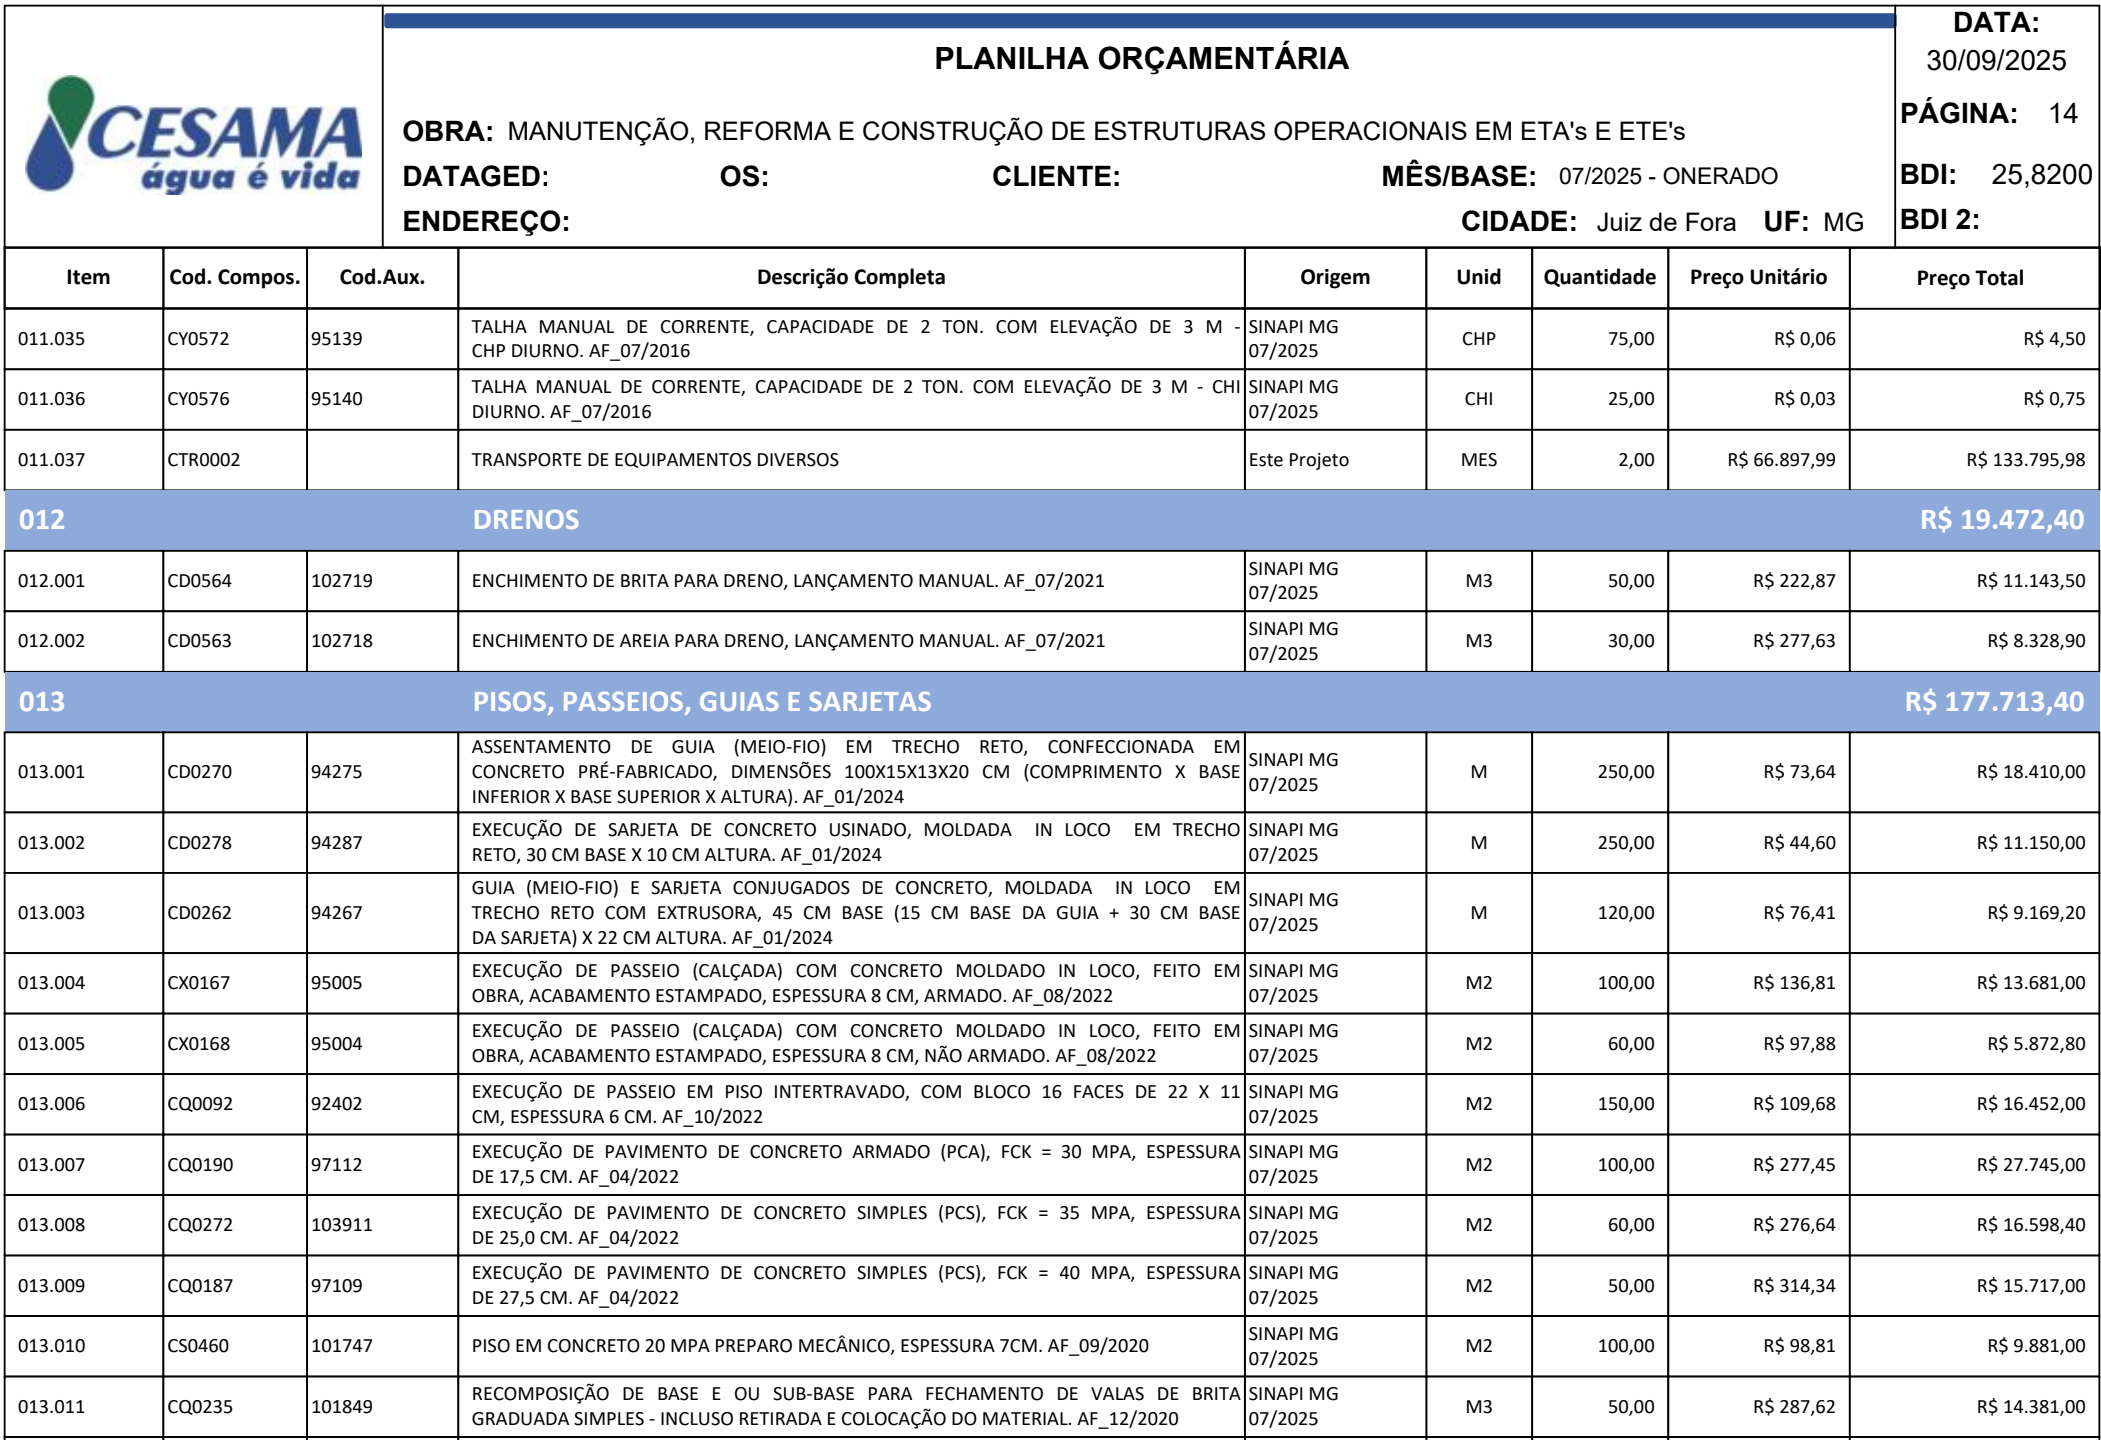 CESAMA
água é vida
PLANILHA ORÇAMENTÁRIA
OBRA: MANUTENÇÃO, REFORMA E CONSTRUÇÃO DE ESTRUTURAS OPERACIONAIS EM ETA's E ETE's
DATAGED: OS: CLIENTE: MÊS/BASE: 07/2025 - ONERADO
ENDEREÇO: CIDADE: Juiz de Fora UF: MG
DATA:
30/09/2025
PÁGINA: 14
BDI: 25,8200
BDI 2:
Item Cod. Compos. Cod.Aux. Descrição Completa Origem Unid Quantidade Preço Unitário Preço Total
011.035 CY0572 95139 TALHA MANUAL DE CORRENTE, CAPACIDADE DE 2 TON. COM ELEVAÇÃO DE 3 M - SINAPI MG CHP 75,00 R$ 0,06 R$ 4,50
CHP DIURNO. AF_07/2016 07/2025
011.036 CY0576 95140 TALHA MANUAL DE CORRENTE, CAPACIDADE DE 2 TON. COM ELEVAÇÃO DE 3 M - CHI SINAPI MG CHI 25,00 R$ 0,03 R$ 0,75
DIURNO. AF_07/2016 07/2025
011.037 CTR0002 TRANSPORTE DE EQUIPAMENTOS DIVERSOS Este Projeto MES 2,00 R$ 66.897,99 R$ 133.795,98
012 DRENOS R$ 19.472,40
012.001 CD0564 102719 ENCHIMENTO DE BRITA PARA DRENO, LANÇAMENTO MANUAL. AF_07/2021 SINAPI MG M3 50,00 R$ 222,87 R$ 11.143,50
07/2025
012.002 CD0563 102718 ENCHIMENTO DE AREIA PARA DRENO, LANÇAMENTO MANUAL. AF_07/2021 SINAPI MG M3 30,00 R$ 277,63 R$ 8.328,90
07/2025
013 PISOS, PASSEIOS, GUIAS E SARJETAS R$ 177.713,40
013.001 CD0270 94275 ASSENTAMENTO DE GUIA (MEIO-FIO) EM TRECHO RETO, CONFECCIONADA EM SINAPI MG M 250,00 R$ 73,64 R$ 18.410,00
CONCRETO PRÉ-FABRICADO, DIMENSÕES 100X15X13X20 CM (COMPRIMENTO X BASE 07/2025
INFERIOR X BASE SUPERIOR X ALTURA). AF_01/2024
013.002 CD0278 94287 EXECUÇÃO DE SARJETA DE CONCRETO USINADO, MOLDADA IN LOCO EM TRECHO SINAPI MG M 250,00 R$ 44,60 R$ 11.150,00
RETO, 30 CM BASE X 10 CM ALTURA. AF_01/2024 07/2025
013.003 CD0262 94267 GUIA (MEIO-FIO) E SARJETA CONJUGADOS DE CONCRETO, MOLDADA IN LOCO EM SINAPI MG M 120,00 R$ 76,41 R$ 9.169,20
TRECHO RETO COM EXTRUSORA, 45 CM BASE (15 CM BASE DA GUIA + 30 CM BASE 07/2025
DA SARJETA) X 22 CM ALTURA. AF_01/2024
013.004 CX0167 95005 EXECUÇÃO DE PASSEIO (CALÇADA) COM CONCRETO MOLDADO IN LOCO, FEITO EM SINAPI MG M2 100,00 R$ 136,81 R$ 13.681,00
OBRA, ACABAMENTO ESTAMPADO, ESPESSURA 8 CM, ARMADO. AF_08/2022 07/2025
013.005 CX0168 95004 EXECUÇÃO DE PASSEIO (CALÇADA) COM CONCRETO MOLDADO IN LOCO, FEITO EM SINAPI MG M2 60,00 R$ 97,88 R$ 5.872,80
OBRA, ACABAMENTO ESTAMPADO, ESPESSURA 8 CM, NÃO ARMADO. AF_08/2022 07/2025
013.006 CQ0092 92402 EXECUÇÃO DE PASSEIO EM PISO INTERTRAVADO, COM BLOCO 16 FACES DE 22 X 11 SINAPI MG M2 150,00 R$ 109,68 R$ 16.452,00
CM, ESPESSURA 6 CM. AF_10/2022 07/2025
013.007 CQ0190 97112 EXECUÇÃO DE PAVIMENTO DE CONCRETO ARMADO (PCA), FCK = 30 MPA, ESPESSURA SINAPI MG M2 100,00 R$ 277,45 R$ 27.745,00
DE 17,5 CM. AF_04/2022 07/2025
013.008 CQ0272 103911 EXECUÇÃO DE PAVIMENTO DE CONCRETO SIMPLES (PCS), FCK = 35 MPA, ESPESSURA SINAPI MG M2 60,00 R$ 276,64 R$ 16.598,40
DE 25,0 CM. AF_04/2022 07/2025
013.009 CQ0187 97109 EXECUÇÃO DE PAVIMENTO DE CONCRETO SIMPLES (PCS), FCK = 40 MPA, ESPESSURA SINAPI MG M2 50,00 R$ 314,34 R$ 15.717,00
DE 27,5 CM. AF_04/2022 07/2025
013.010 CS0460 101747 PISO EM CONCRETO 20 MPA PREPARO MECÂNICO, ESPESSURA 7CM. AF_09/2020 SINAPI MG M2 100,00 R$ 98,81 R$ 9.881,00
07/2025
013.011 CQ0235 101849 RECOMPOSIÇÃO DE BASE E OU SUB-BASE PARA FECHAMENTO DE VALAS DE BRITA SINAPI MG M3 50,00 R$ 287,62 R$ 14.381,00
GRADUADA SIMPLES - INCLUSO RETIRADA E COLOCAÇÃO DO MATERIAL. AF_12/2020 07/2025